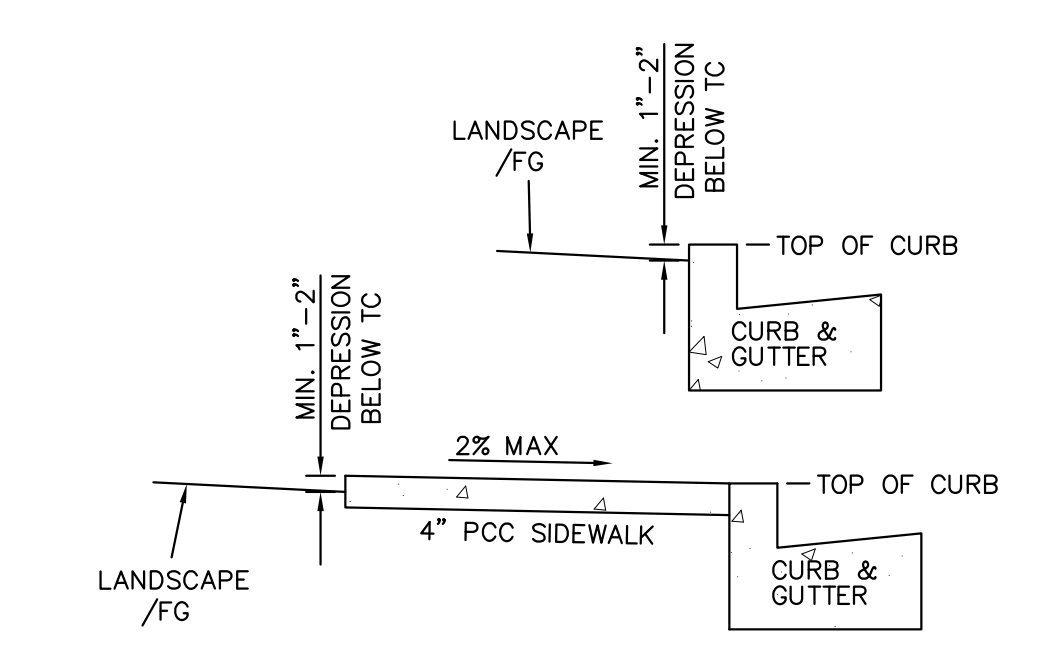 MIN. 1"-2"
DEPRESSION
BELOW TC
LANDSCAPE
/FG
TOP OF CURB
CURB &
GUTTER
MIN. 1"-2"
DEPRESSION
BELOW TC
2% MAX
TOP OF CURB
4" PCC SIDEWALK
CURB &
GUTTER
LANDSCAPE
/FG